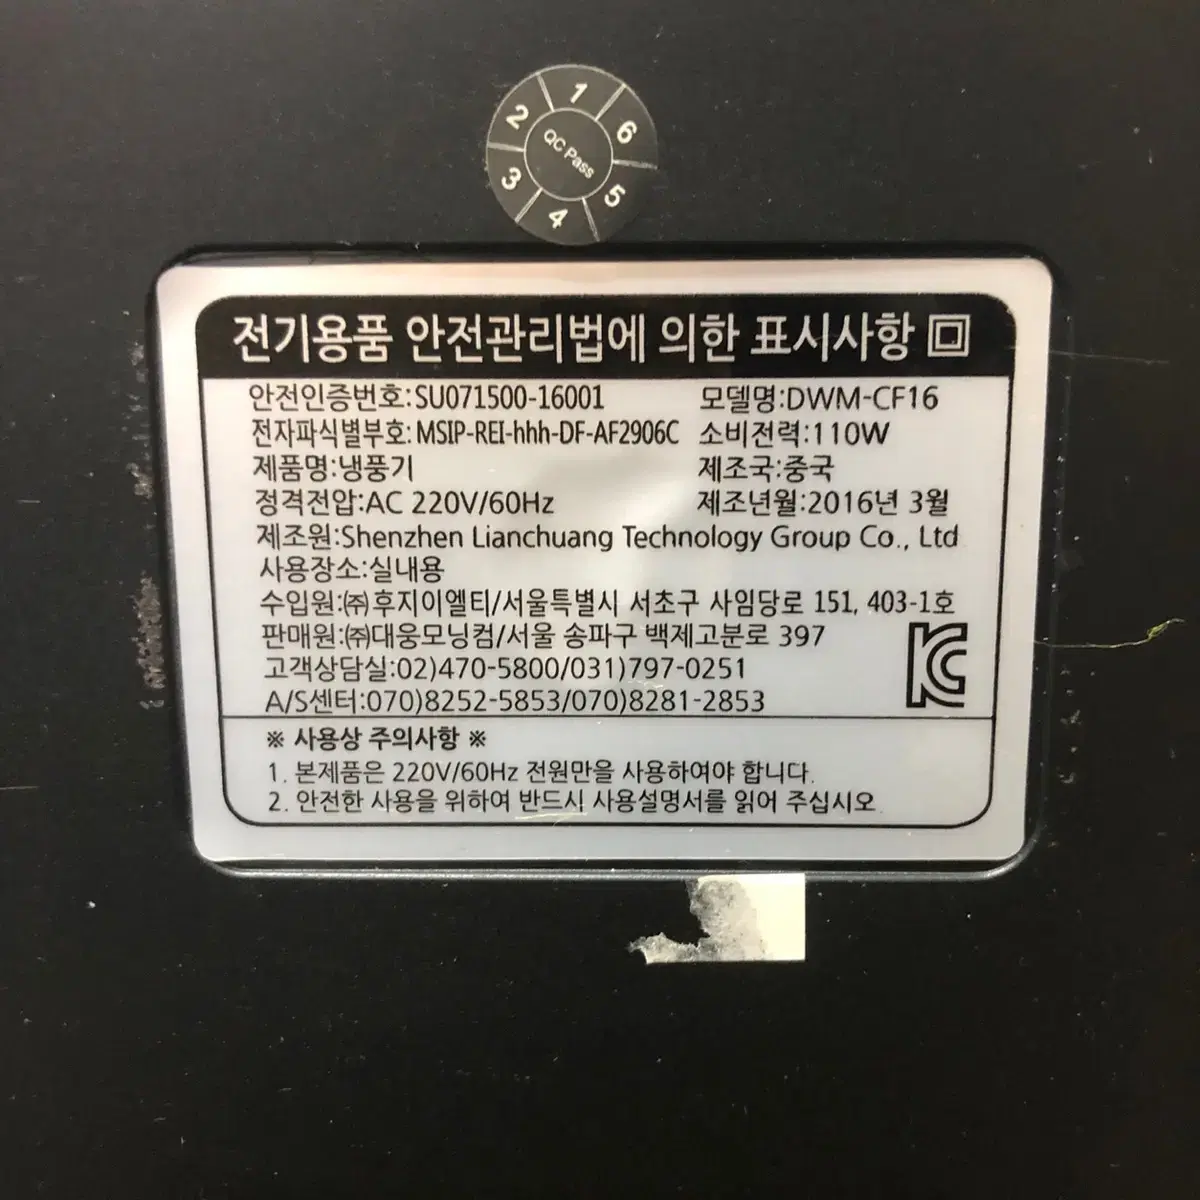 1
2
6
QC Pass
3
5
4
전기용품 안전관리법에 의한 표시사항
안전인증번호:SU071500-16001 모델명:DWM-CF16
전자파식별부호:MSIP-REI-hhh-DF-AF2906C 소비전력:110W
제품명:냉풍기 제조국:중국
정격전압:AC 220V/60Hz 제조년월:2016년 3월
제조원:Shenzhen Lianchuang Technology Group Co., Ltd
사용장소:실내용
수입원:㈜후지이엘티/서울특별시 서초구 사임당로 151, 403-1호
판매원:㈜대웅모닝컴/서울 송파구 백제고분로 397
고객상담실:02)470-5800/031)797-0251
A/S센터:070)8252-5853/070)8281-2853
※ 사용상 주의사항 ※
1. 본제품은 220V/60Hz 전원만을 사용하여야 합니다.
2. 안전한 사용을 위하여 반드시 사용설명서를 읽어 주십시오